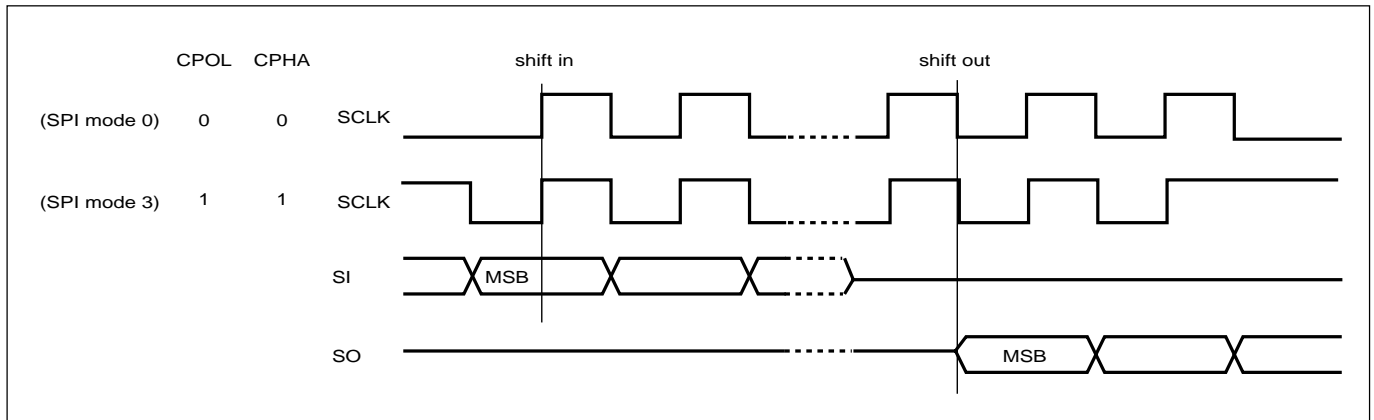 CPOL CPHA shift in shift out
(SPI mode 0) 0 0 SCLK
(SPI mode 3) 1 1 SCLK
SI MSB
SO MSB